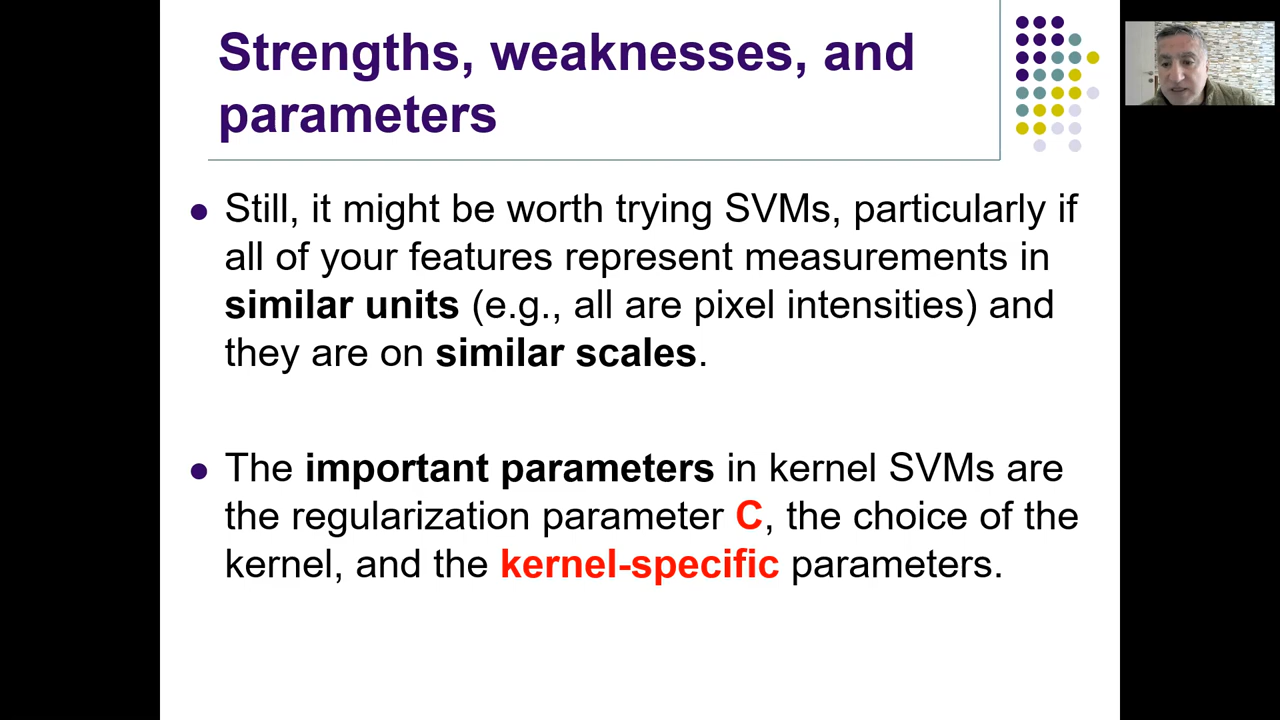 Strengths, weaknesses, and
parameters
Still, it might be worth trying SVMs, particularly if
all of your features represent measurements in
similar units (e.g., all are pixel intensities) and
they are on similar scales.
The important parameters in kernel SVMs are
the regularization parameter C, the choice of the
kernel, and the kernel-specific parameters.